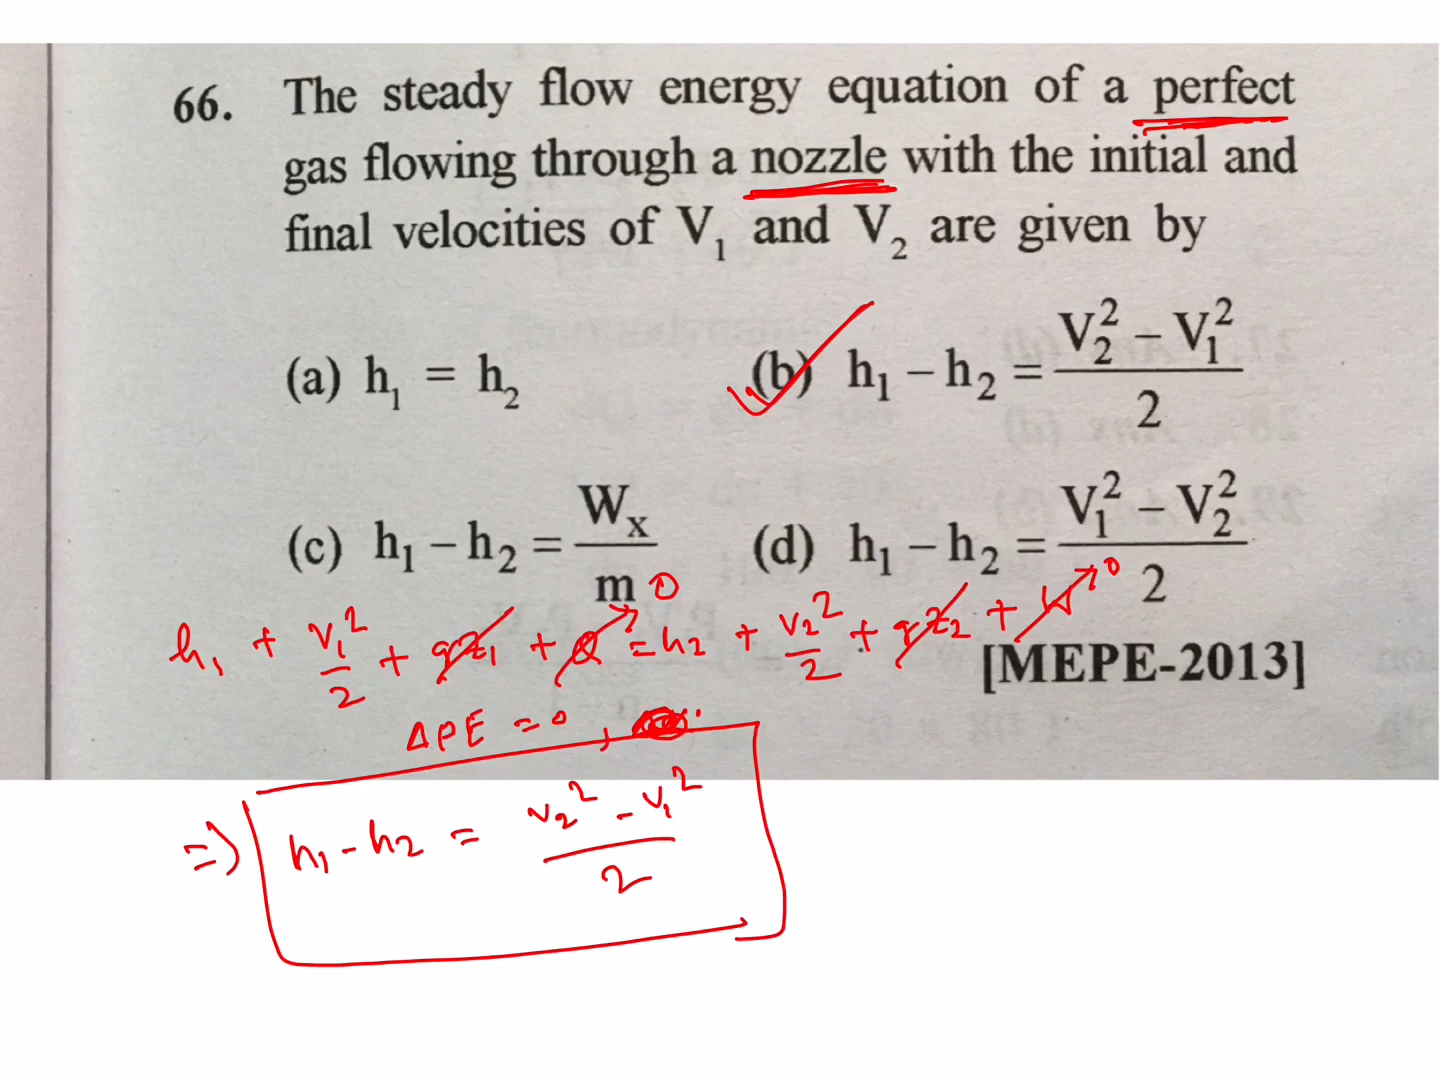 66. The steady flow energy equation of a perfect
gas flowing through a nozzle with the initial and
final velocities of V₁ and V₂ are given by
(a) h₁ = h₂
(b) h₁ − h₂ = (V₂² − V₁²)/2
(c) h₁ − h₂ = Wₓ/m
(d) h₁ − h₂ = (V₁² − V₂²)/2
h₁ + V₁²/2 + gz₁ + Q → 0 = h₂ + V₂²/2 + gz₂ + W → 0
[MEPE-2013]
ΔPE = 0,
⇒ h₁ − h₂ = (V₂² − V₁²)/2